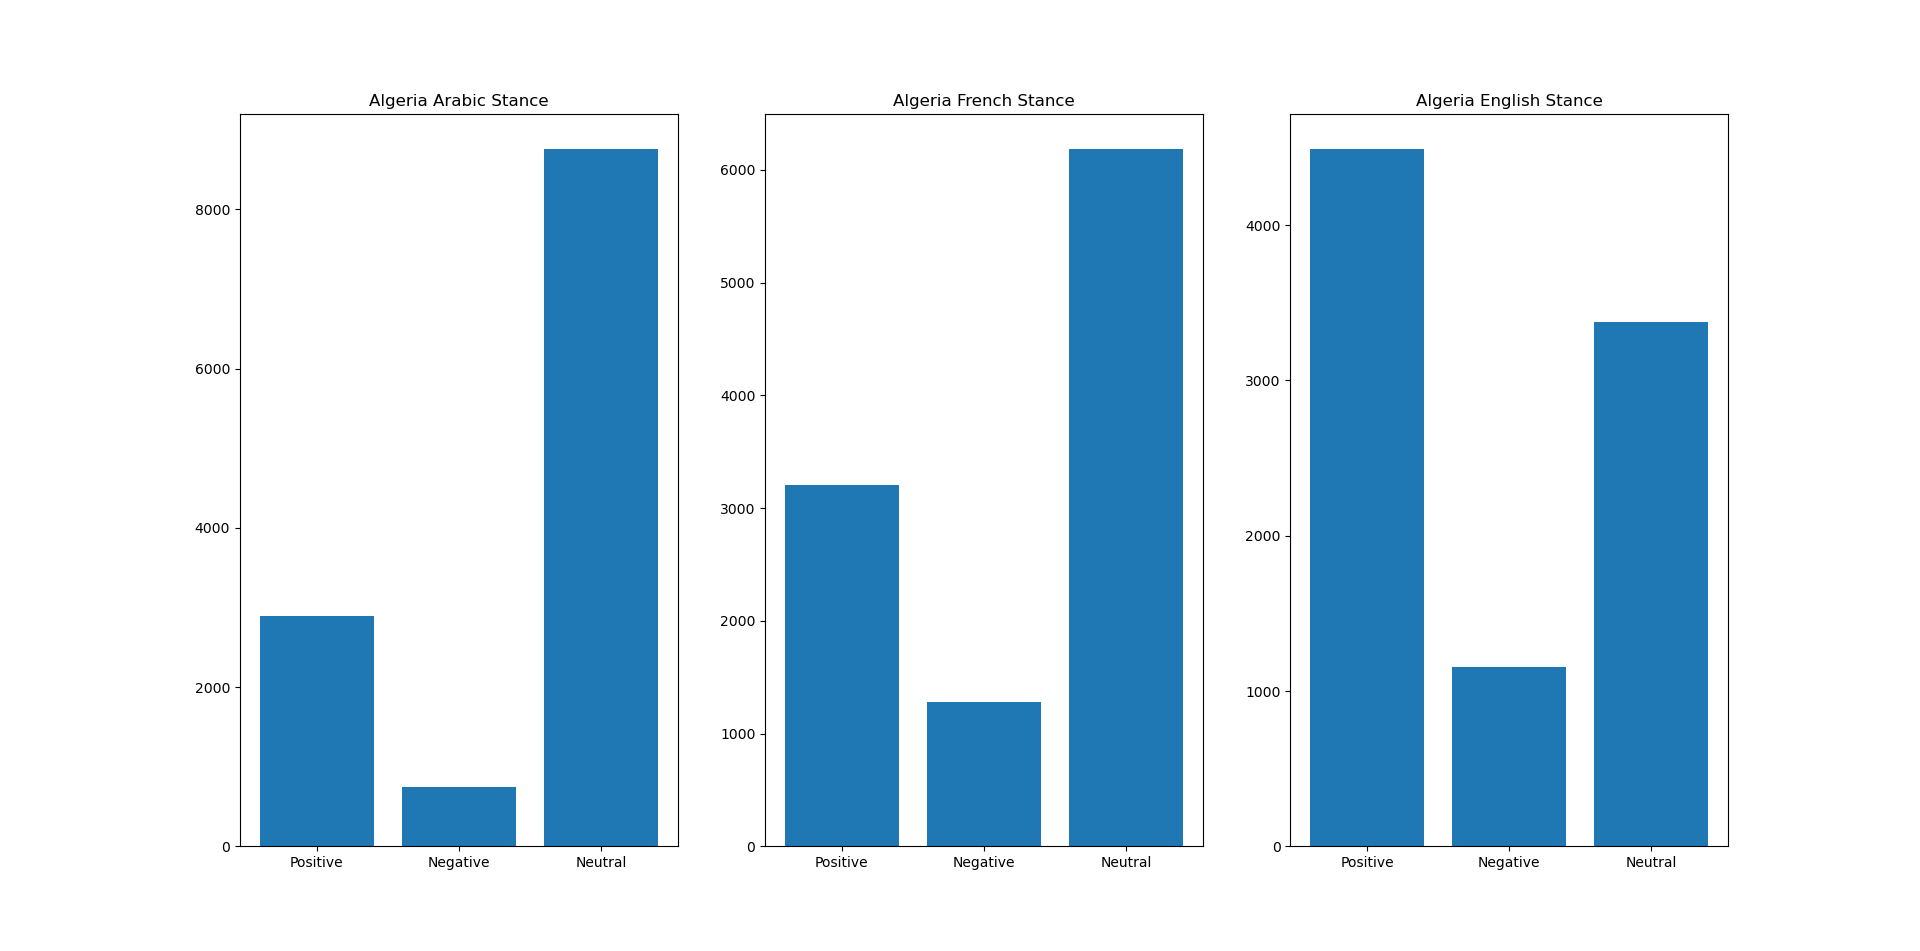 Algeria Arabic Stance
8000
6000
4000
2000
0
Positive Negative Neutral
Algeria French Stance
6000
5000
4000
3000
2000
1000
0
Positive Negative Neutral
Algeria English Stance
4000
3000
2000
1000
0
Positive Negative Neutral